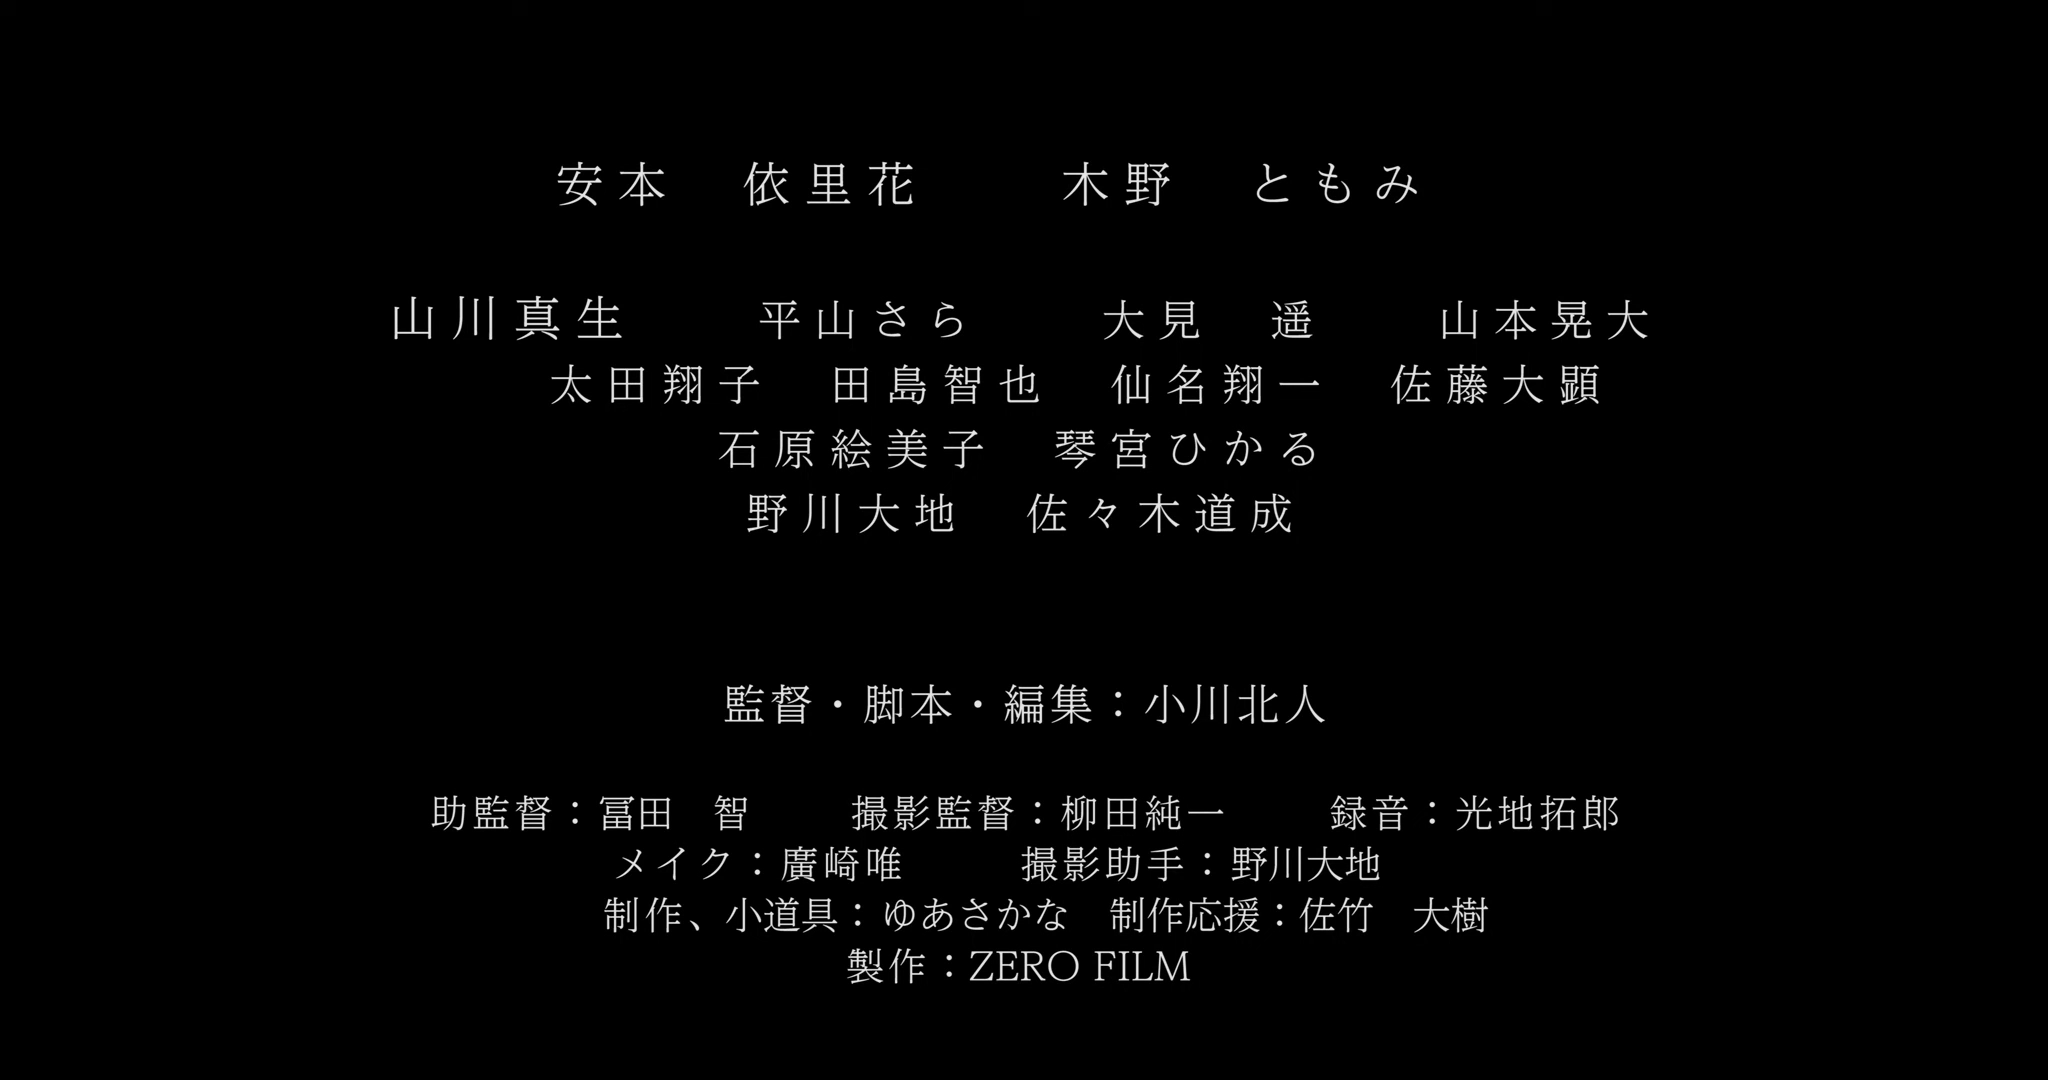 安本　依里花　　木野　ともみ
山川真生　　平山さら　　大見　遥　　山本晃大
太田翔子　田島智也　仙名翔一　佐藤大顕
石原絵美子　琴宮ひかる
野川大地　佐々木道成
監督・脚本・編集：小川北人
助監督：冨田　智　　撮影監督：柳田純一　　録音：光地拓郎
メイク：廣崎唯　　撮影助手：野川大地
制作、小道具：ゆあさかな　制作応援：佐竹　大樹
製作：ZERO FILM